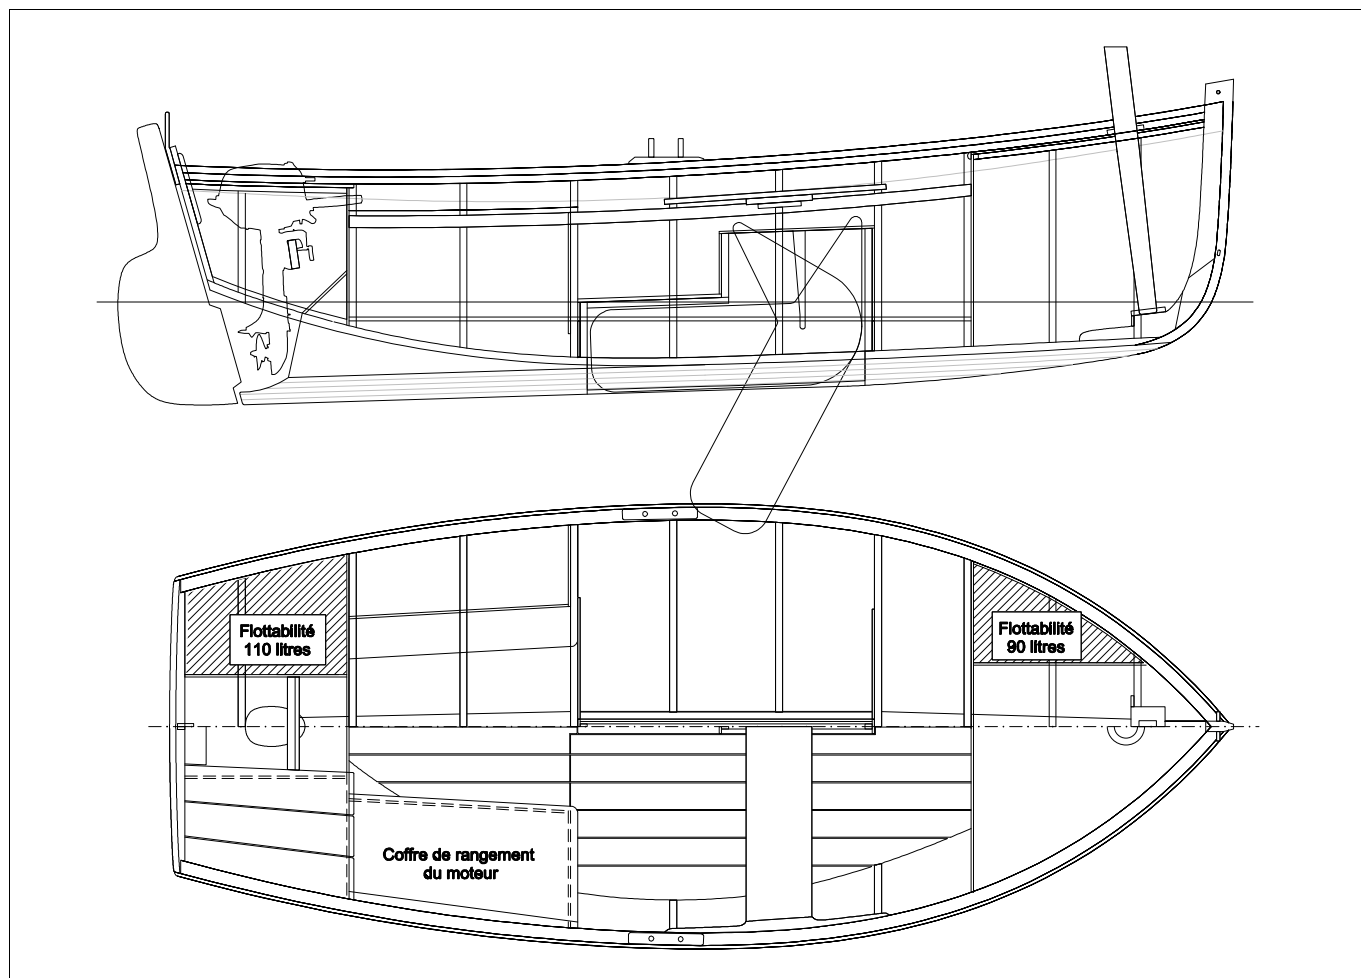 Flottabilité
110 litres
Flottabilité
90 litres
Coffre de rangement
du moteur